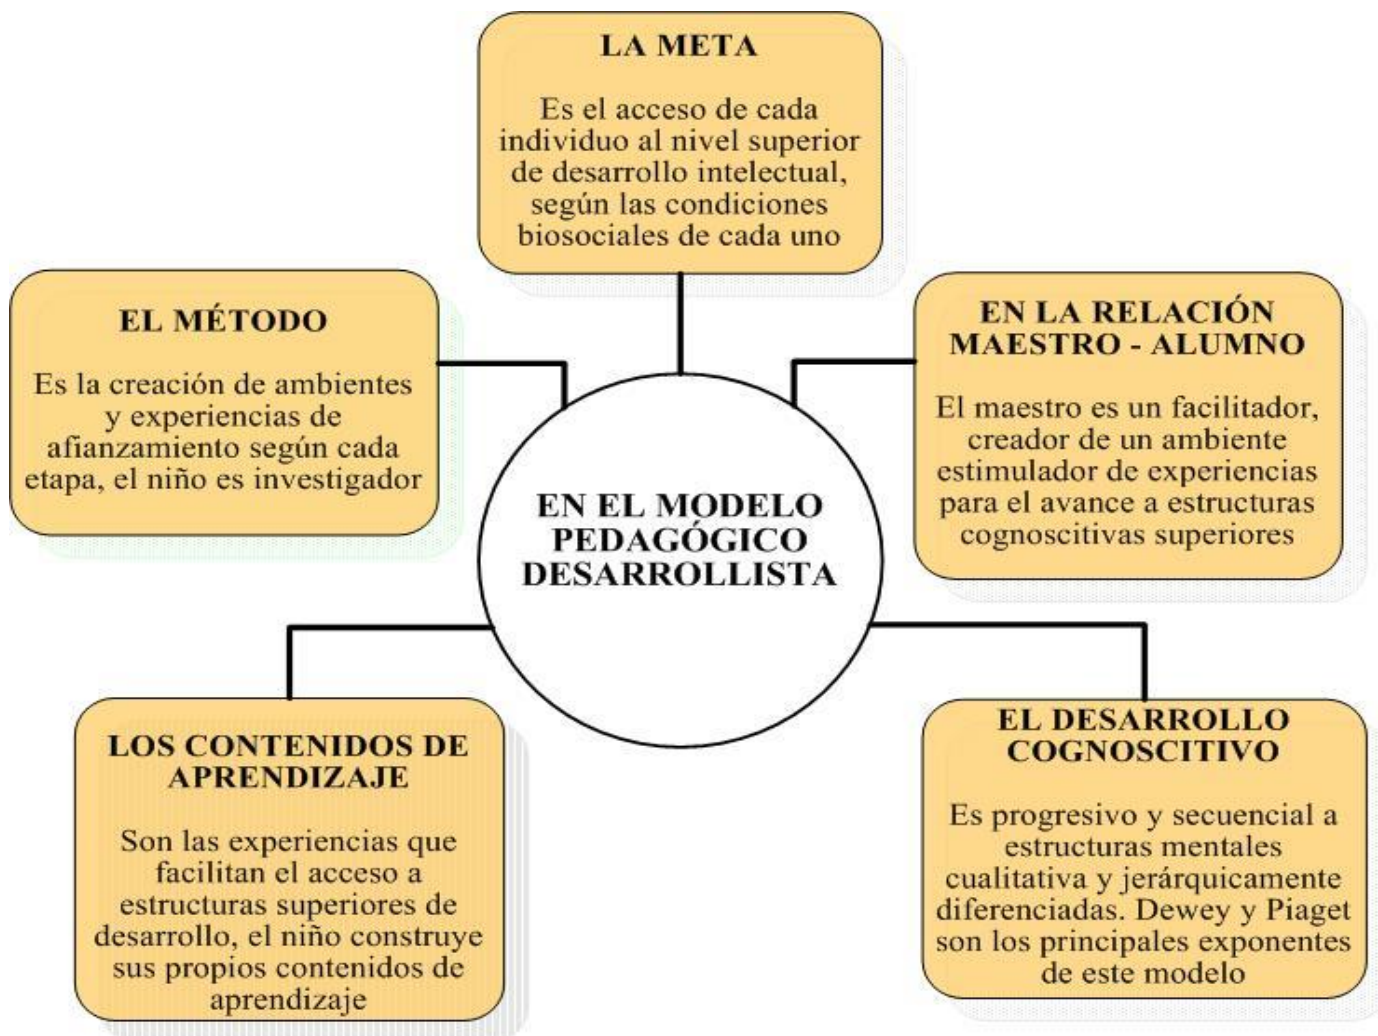 LA META
Es el acceso de cada
individuo al nivel superior
de desarrollo intelectual,
según las condiciones
biosociales de cada uno
EL MÉTODO
Es la creación de ambientes
y experiencias de
afianzamiento según cada
etapa, el niño es investigador
EN LA RELACIÓN
MAESTRO - ALUMNO
El maestro es un facilitador,
creador de un ambiente
estimulador de experiencias
para el avance a estructuras
cognoscitivas superiores
EN EL MODELO
PEDAGÓGICO
DESARROLLISTA
LOS CONTENIDOS DE
APRENDIZAJE
Son las experiencias que
facilitan el acceso a
estructuras superiores de
desarrollo, el niño construye
sus propios contenidos de
aprendizaje
EL DESARROLLO
COGNOSCITIVO
Es progresivo y secuencial a
estructuras mentales
cualitativa y jerárquicamente
diferenciadas. Dewey y Piaget
son los principales exponentes
de este modelo